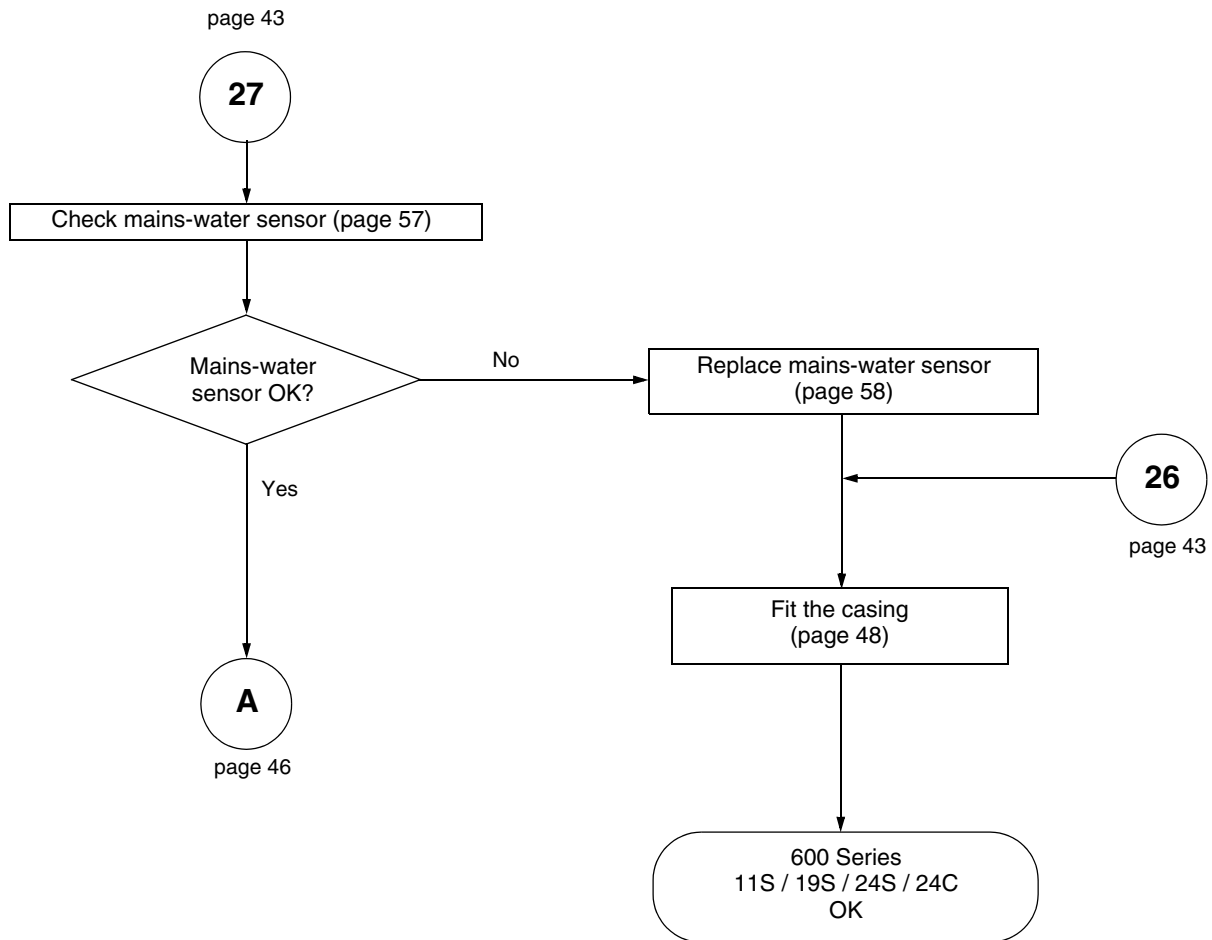 page 43
27
Check mains-water sensor (page 57)
Mains-water
sensor OK?
No
Replace mains-water sensor
(page 58)
26
page 43
Yes
Fit the casing
(page 48)
A
page 46
600 Series
11S / 19S / 24S / 24C
OK